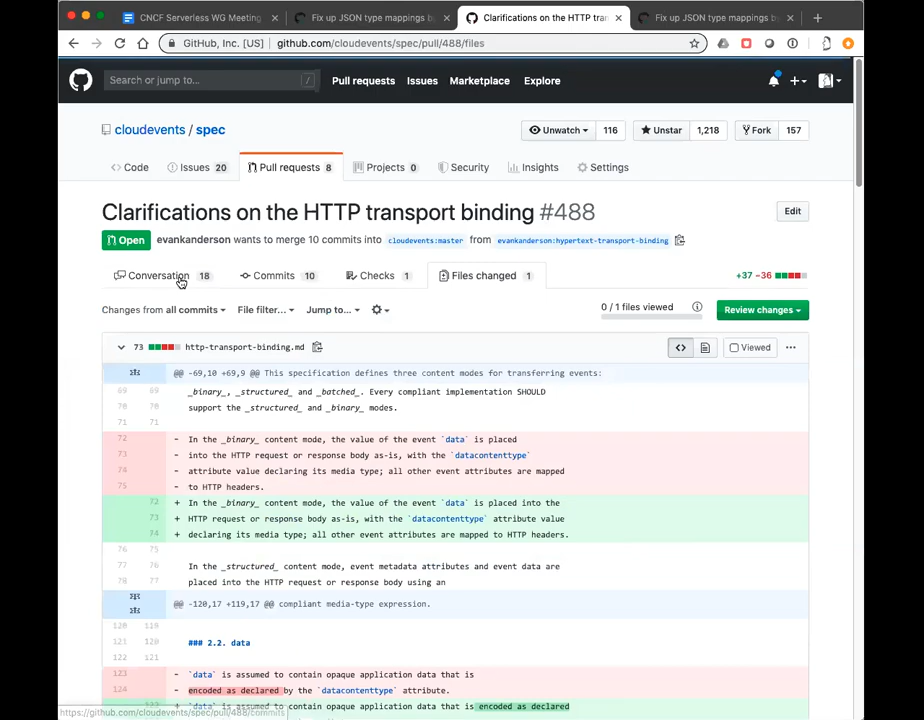 CNCF Serverless WG Meeting
Fix up JSON type mappings by
Clarifications on the HTTP tran
Fix up JSON type mappings by
GitHub, Inc. [US] github.com/cloudevents/spec/pull/488/files
Search or jump to... /
Pull requests Issues Marketplace Explore
cloudevents / spec
Unwatch 116 Unstar 1,218 Fork 157
Code Issues 20 Pull requests 8 Projects 0 Security Insights Settings
Clarifications on the HTTP transport binding #488
Edit
Open evankanderson wants to merge 10 commits into cloudevents:master from evankanderson:hypertext-transport-binding
Conversation 18 Commits 10 Checks 1 Files changed 1 +37 −36
Changes from all commits File filter... Jump to... 0 / 1 files viewed Review changes
73 http-transport-binding.md Viewed
@@ -69,10 +69,9 @@ This specification defines three content modes for transferring events:
69 69 _binary_, _structured_ and _batched_. Every compliant implementation SHOULD
70 70 support the _structured_ and _binary_ modes.
71 71
72 - In the _binary_ content mode, the value of the event `data` is placed
73 - into the HTTP request or response body as-is, with the `datacontenttype`
74 - attribute value declaring its media type; all other event attributes are mapped
75 - to HTTP headers.
72 + In the _binary_ content mode, the value of the event `data` is placed into the
73 + HTTP request or response body as-is, with the `datacontenttype` attribute value
74 + declaring its media type; all other event attributes are mapped to HTTP headers.
76 75
77 76 In the _structured_ content mode, event metadata attributes and event data are
78 77 placed into the HTTP request or response body using an
@@ -120,17 +119,17 @@ compliant media-type expression.
120 119
121 120 ### 2.2. data
122 121
123 - `data` is assumed to contain opaque application data that is
124 - encoded as declared by the `datacontenttype` attribute.
+ `data` is assumed to contain opaque application data that is encoded as declared
https://github.com/cloudevents/spec/pull/488/commits